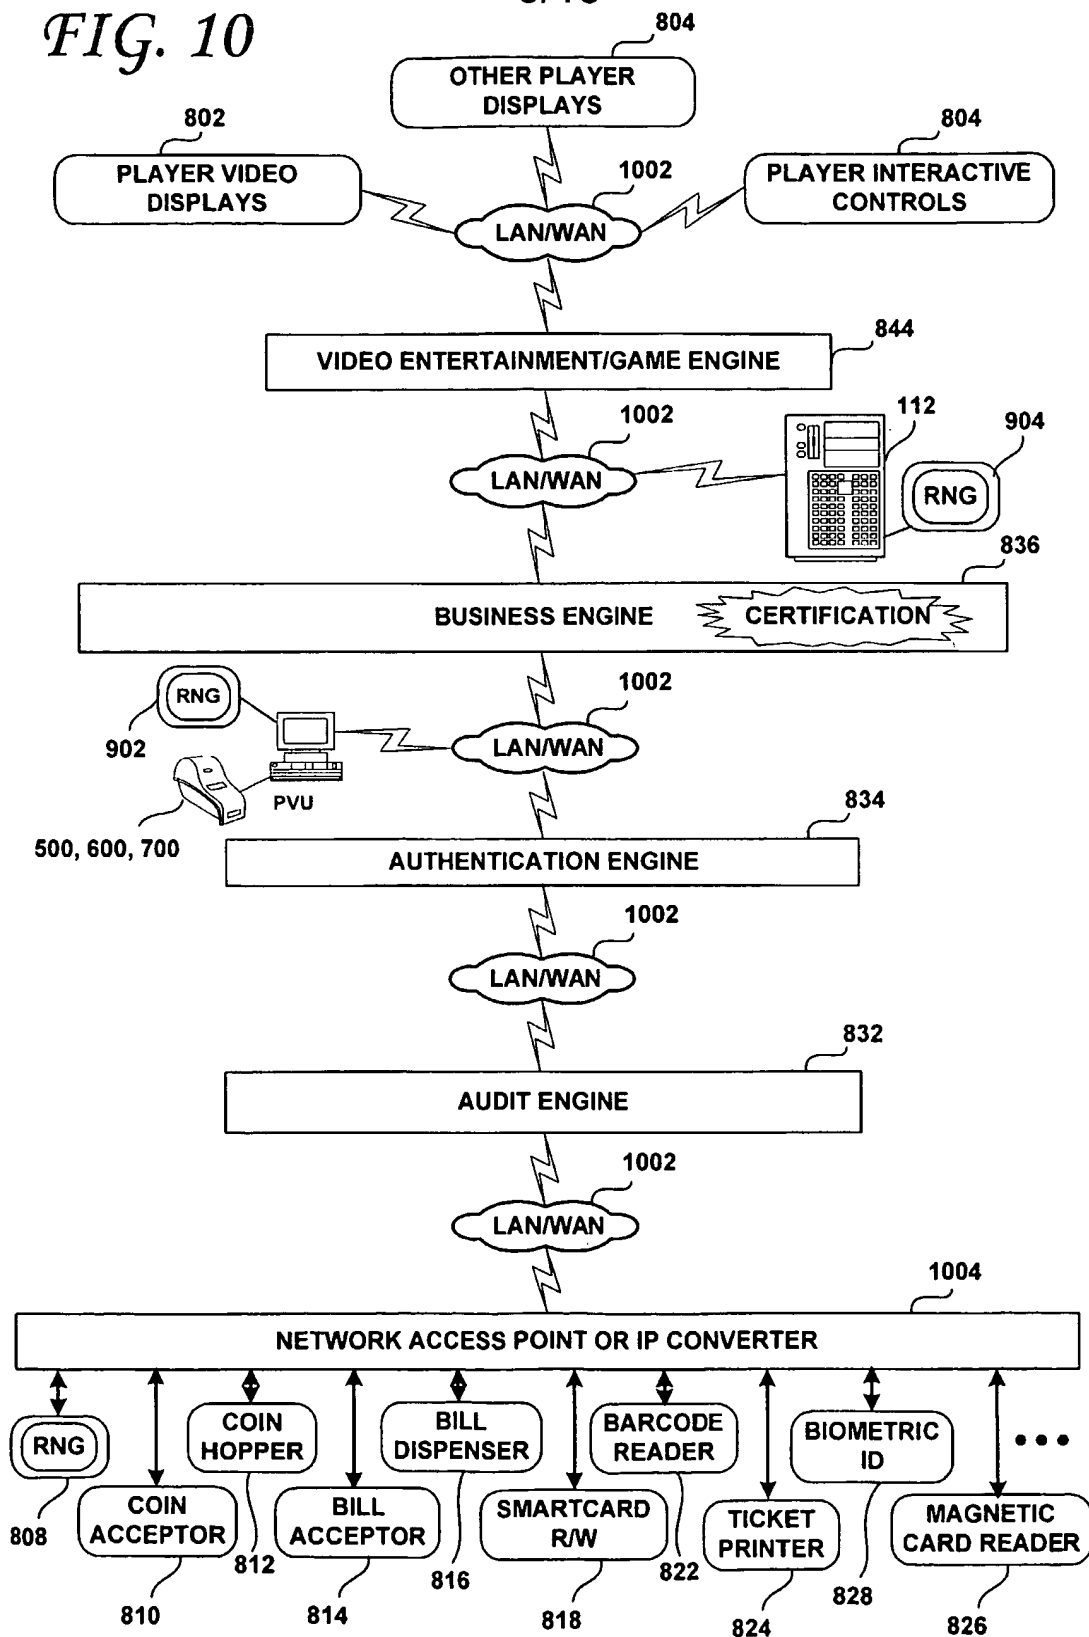 FIG. 10
804
OTHER PLAYER
DISPLAYS
802
PLAYER VIDEO
DISPLAYS
1002
LAN/WAN
804
PLAYER INTERACTIVE
CONTROLS
844
VIDEO ENTERTAINMENT/GAME ENGINE
1002
LAN/WAN
112
904
RNG
836
BUSINESS ENGINE
CERTIFICATION
RNG
902
1002
LAN/WAN
PVU
500, 600, 700
834
AUTHENTICATION ENGINE
1002
LAN/WAN
832
AUDIT ENGINE
1002
LAN/WAN
1004
NETWORK ACCESS POINT OR IP CONVERTER
RNG
808
COIN
ACCEPTOR
810
COIN
HOPPER
812
BILL
ACCEPTOR
814
BILL
DISPENSER
816
SMARTCARD
R/W
818
BARCODE
READER
822
TICKET
PRINTER
824
BIOMETRIC
ID
828
MAGNETIC
CARD READER
826